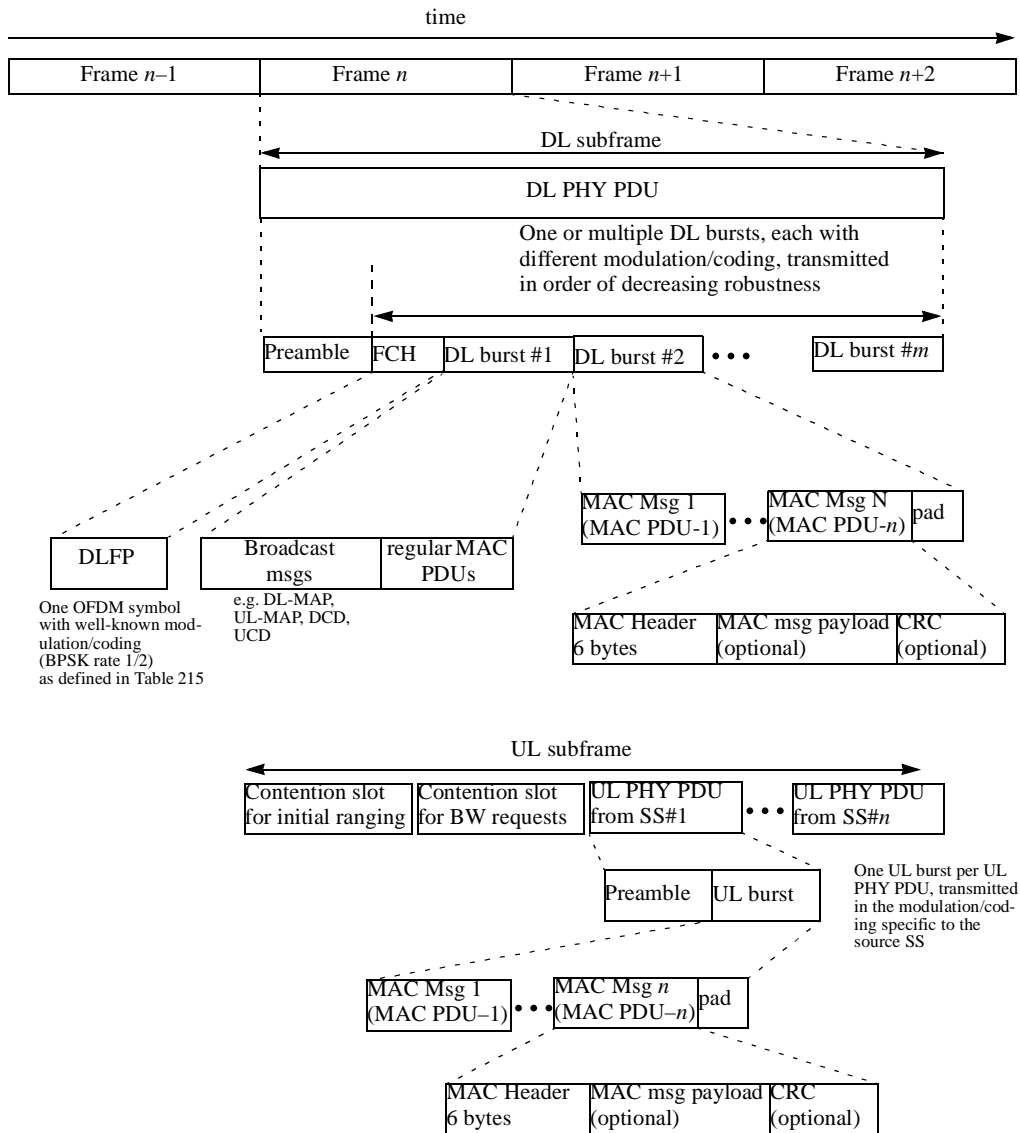 time
Frame n–1
Frame n
Frame n+1
Frame n+2
DL subframe
DL PHY PDU
One or multiple DL bursts, each with
different modulation/coding, transmitted
in order of decreasing robustness
Preamble
FCH
DL burst #1
DL burst #2
DL burst #m
MAC Msg 1
(MAC PDU-1)
MAC Msg N
(MAC PDU-n)
pad
DLFP
Broadcast
msgs
regular MAC
PDUs
One OFDM symbol
with well-known mod-
ulation/coding
(BPSK rate 1/2)
as defined in Table 215
e.g. DL-MAP,
UL-MAP, DCD,
UCD
MAC Header
6 bytes
MAC msg payload
(optional)
CRC
(optional)
UL subframe
Contention slot
for initial ranging
Contention slot
for BW requests
UL PHY PDU
from SS#1
UL PHY PDU
from SS#n
Preamble
UL burst
One UL burst per UL
PHY PDU, transmitted
in the modulation/cod-
ing specific to the
source SS
MAC Msg 1
(MAC PDU–1)
MAC Msg n
(MAC PDU–n)
pad
MAC Header
6 bytes
MAC msg payload
(optional)
CRC
(optional)